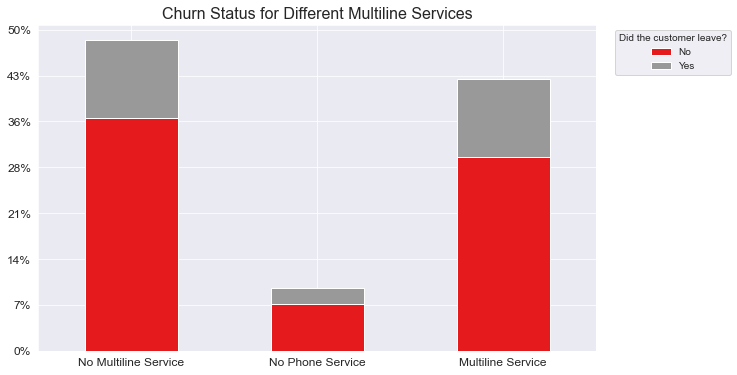 Churn Status for Different Multiline Services
50%
43%
36%
28%
21%
14%
7%
0%
No Multiline Service
No Phone Service
Multiline Service
Did the customer leave?
No
Yes